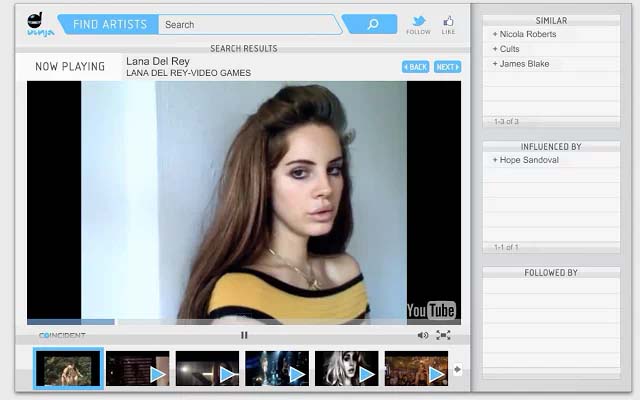 FIND ARTISTS
Search
FOLLOW
LIKE
SEARCH RESULTS
NOW PLAYING
Lana Del Rey
LANA DEL REY-VIDEO GAMES
BACK
NEXT
YouTube
COINCIDENT
SIMILAR
+ Nicola Roberts
+ Cults
+ James Blake
1-3 of 3
INFLUENCED BY
+ Hope Sandoval
1-1 of 1
FOLLOWED BY